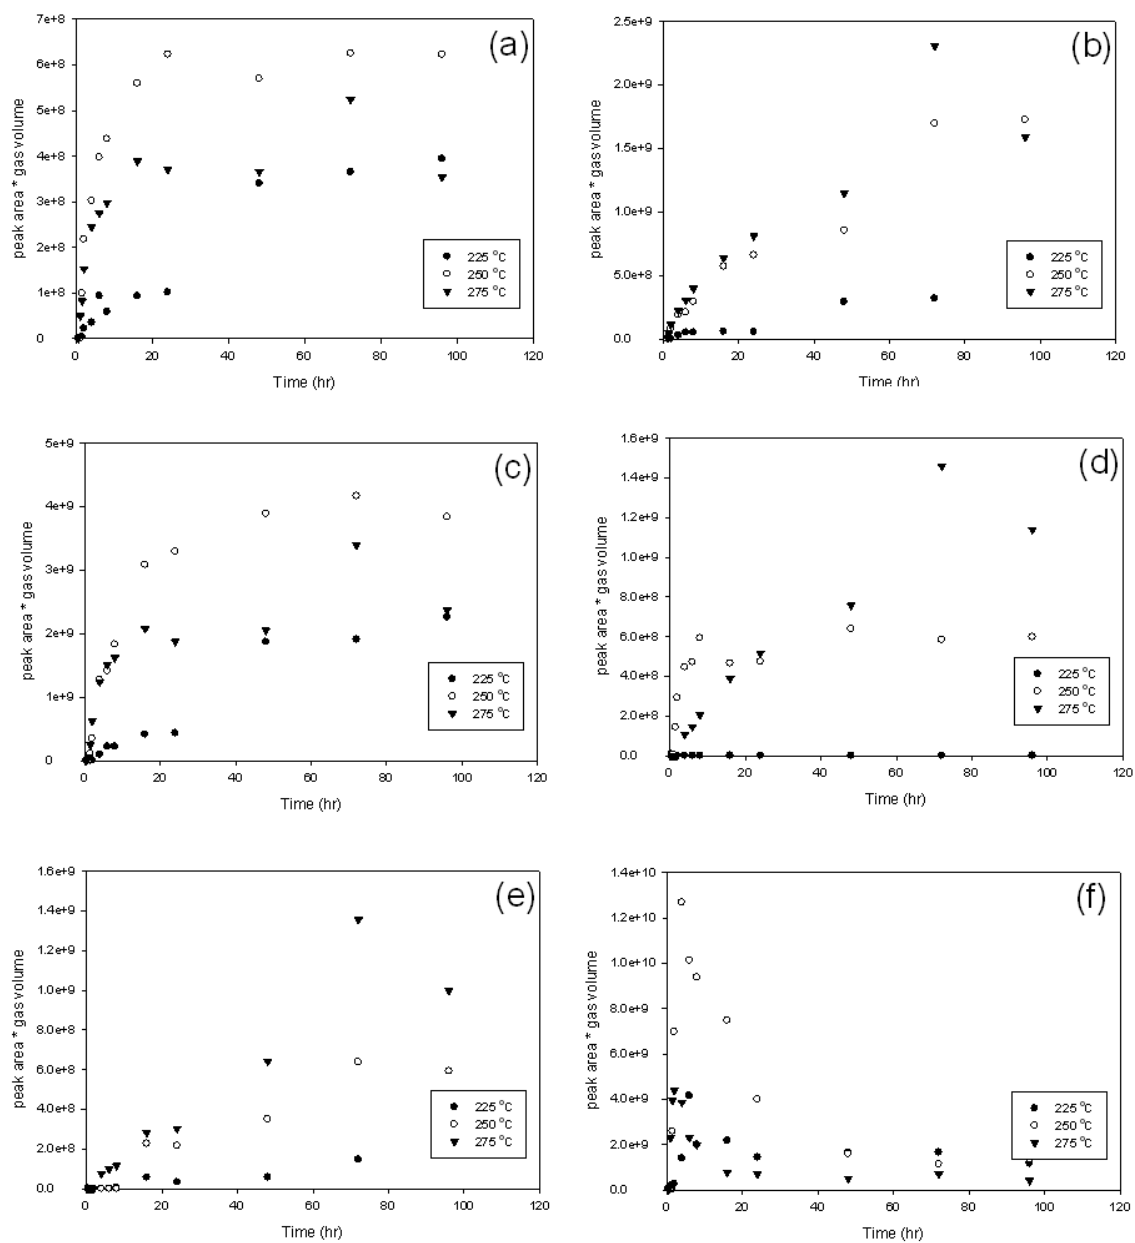 (a)
7e+8
6e+8
5e+8
4e+8
3e+8
2e+8
1e+8
0
peak area * gas volume
225 °C
250 °C
275 °C
0 20 40 60 80 100 120
Time (hr)
(b)
2.5e+9
2.0e+9
1.5e+9
1.0e+9
5.0e+8
0.0
peak area * gas volume
225 °C
250 °C
275 °C
0 20 40 60 80 100 120
Time (hr)
(c)
5e+9
4e+9
3e+9
2e+9
1e+9
0
peak area * gas volume
225 °C
250 °C
275 °C
0 20 40 60 80 100 120
Time (hr)
(d)
1.6e+9
1.4e+9
1.2e+9
1.0e+9
8.0e+8
6.0e+8
4.0e+8
2.0e+8
0.0
peak area * gas volume
225 °C
250 °C
275 °C
0 20 40 60 80 100 120
Time (hr)
(e)
1.6e+9
1.4e+9
1.2e+9
1.0e+9
8.0e+8
6.0e+8
4.0e+8
2.0e+8
0.0
peak area * gas volume
225 °C
250 °C
275 °C
0 20 40 60 80 100 120
Time (hr)
(f)
1.4e+10
1.2e+10
1.0e+10
8.0e+9
6.0e+9
4.0e+9
2.0e+9
0.0
peak area * gas volume
225 °C
250 °C
275 °C
0 20 40 60 80 100 120
Time (hr)